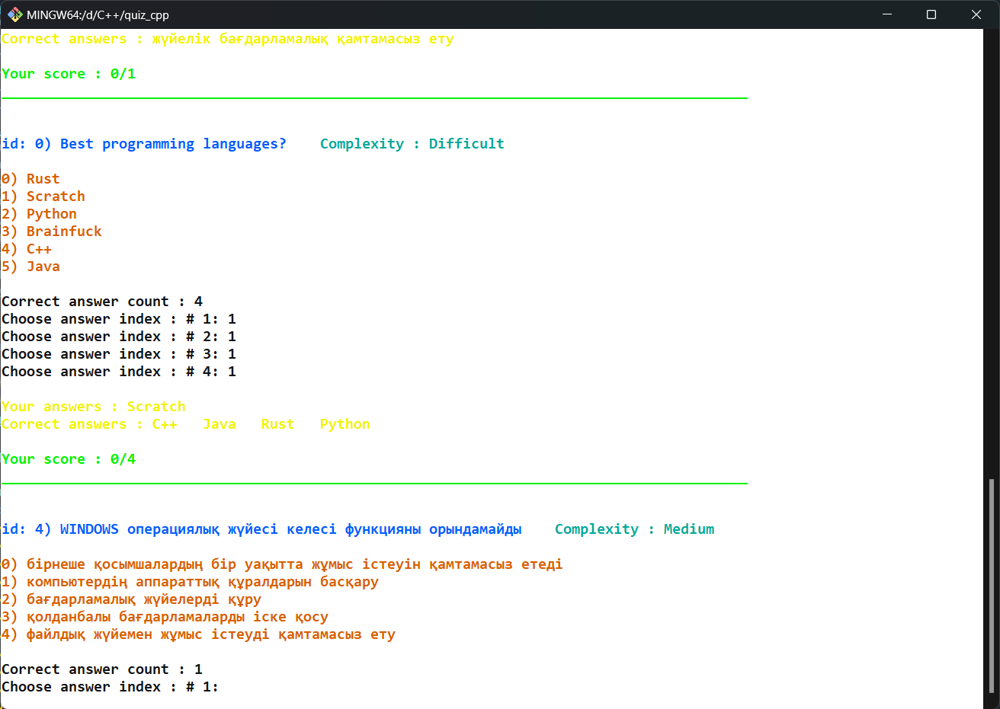 MINGW64:/d/C++/quiz_cpp
Correct answers : жүйелік бағдарламалық қамтамасыз ету
Your score : 0/1
id: 0) Best programming languages?    Complexity : Difficult
0) Rust
1) Scratch
2) Python
3) Brainfuck
4) C++
5) Java
Correct answer count : 4
Choose answer index : # 1: 1
Choose answer index : # 2: 1
Choose answer index : # 3: 1
Choose answer index : # 4: 1
Your answers : Scratch
Correct answers : C++   Java   Rust   Python
Your score : 0/4
id: 4) WINDOWS операциялық жүйесі келесі функцияны орындамайды    Complexity : Medium
0) бірнеше қосымшалардың бір уақытта жұмыс істеуін қамтамасыз етеді
1) компьютердің аппараттық құралдарын басқару
2) бағдарламалық жүйелерді құру
3) қолданбалы бағдарламаларды іске қосу
4) файлдық жүйемен жұмыс істеуді қамтамасыз ету
Correct answer count : 1
Choose answer index : # 1: